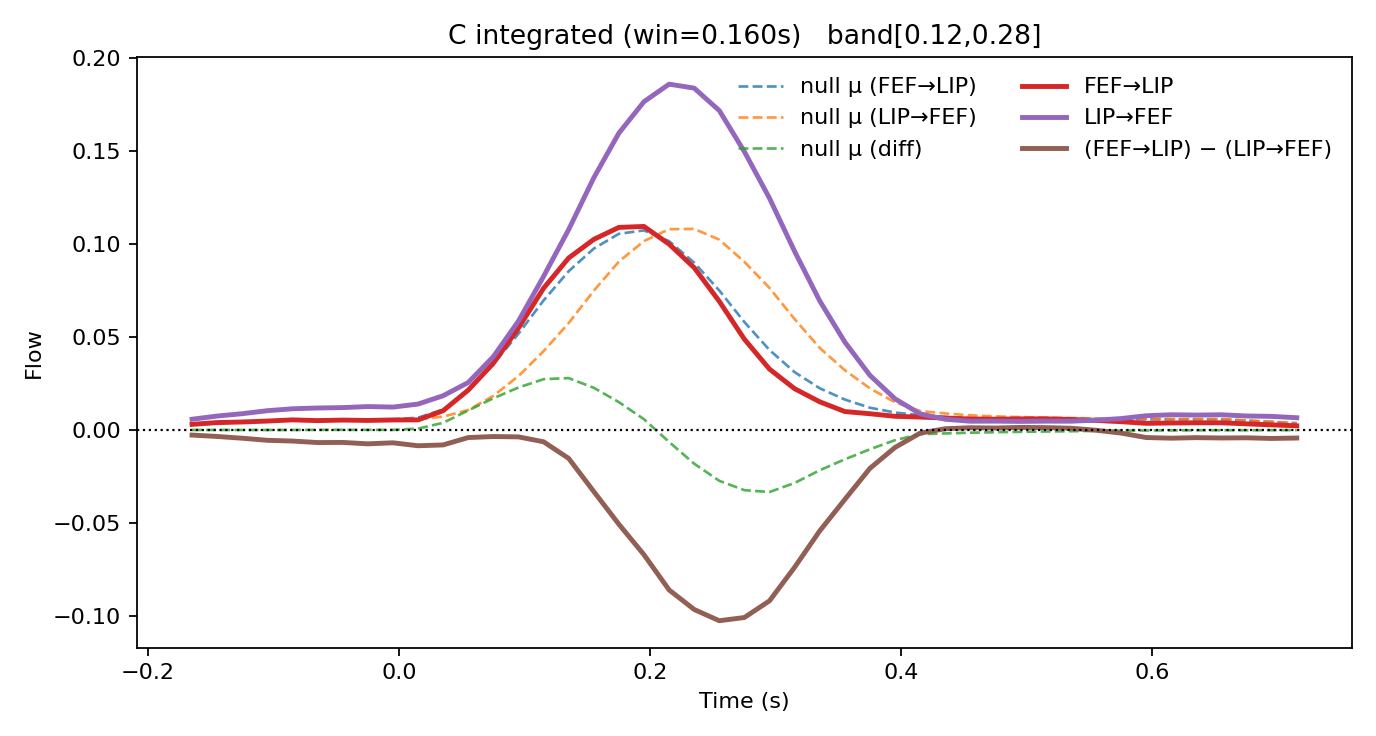 C integrated (win=0.160s)   band[0.12,0.28]
null μ (FEF→LIP)
null μ (LIP→FEF)
null μ (diff)
FEF→LIP
LIP→FEF
(FEF→LIP) − (LIP→FEF)
Flow
0.20
0.15
0.10
0.05
0.00
−0.05
−0.10
−0.2
0.0
0.2
0.4
0.6
Time (s)